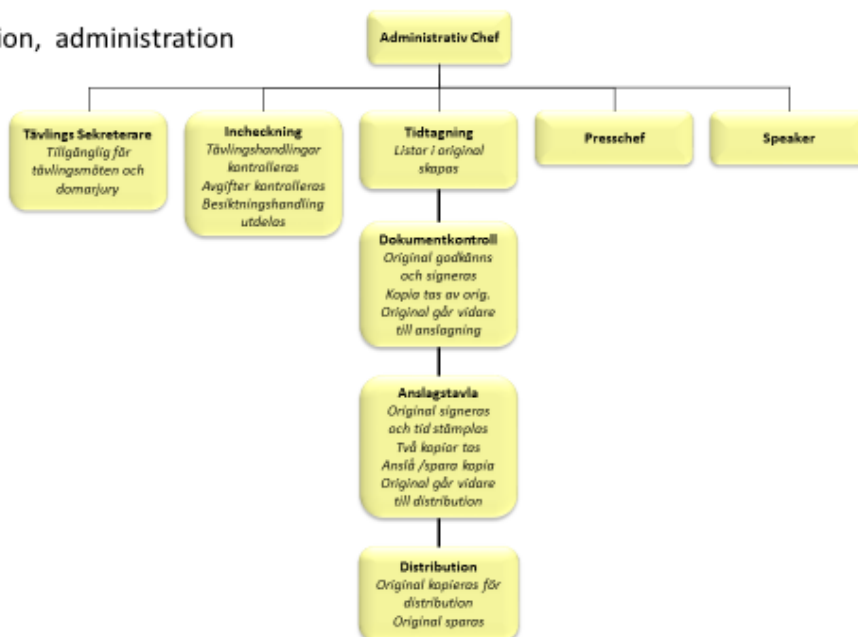 ion, administration
Administrativ Chef
Tävlings Sekreterare
Tillgänglig för
tävlingsmöten och
domarjury
Incheckning
Tävlingshandlingar
kontrolleras
Avgifter kontrolleras
Besiktningshandling
utdelas
Tidtagning
Listor i original
skapas
Presschef
Speaker
Dokumentkontroll
Original godkänns
och signeras
Kopia tas av orig.
Original går vidare
till anslagning
Anslagstavla
Original signeras
och tid stämplas
Två kopior tas
Anslå /spara kopia
Original går vidare
till distribution
Distribution
Original kopieras för
distribution
Original sparas